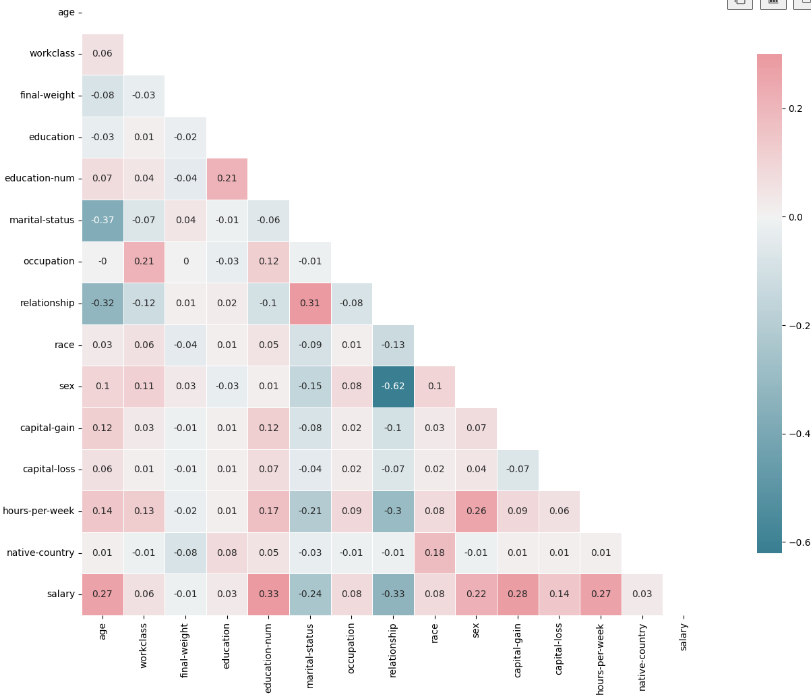 age
workclass 0.06
final-weight -0.08 -0.03
education -0.03 0.01 -0.02
education-num 0.07 0.04 -0.04 0.21
marital-status -0.37 -0.07 0.04 -0.01 -0.06
occupation -0 0.21 0 -0.03 0.12 -0.01
relationship -0.32 -0.12 0.01 0.02 -0.1 0.31 -0.08
race 0.03 0.06 -0.04 0.01 0.05 -0.09 0.01 -0.13
sex 0.1 0.11 0.03 -0.03 0.01 -0.15 0.08 -0.62 0.1
capital-gain 0.12 0.03 -0.01 0.01 0.12 -0.08 0.02 -0.1 0.03 0.07
capital-loss 0.06 0.01 -0.01 0.01 0.07 -0.04 0.02 -0.07 0.02 0.04 -0.07
hours-per-week 0.14 0.13 -0.02 0.01 0.17 -0.21 0.09 -0.3 0.08 0.26 0.09 0.06
native-country 0.01 -0.01 -0.08 0.08 0.05 -0.03 -0.01 -0.01 0.18 -0.01 0.01 0.01 0.01
salary 0.27 0.06 -0.01 0.03 0.33 -0.24 0.08 -0.33 0.08 0.22 0.28 0.14 0.27 0.03
age workclass final-weight education education-num marital-status occupation relationship race sex capital-gain capital-loss hours-per-week native-country salary
0.2
0.0
−0.2
−0.4
−0.6